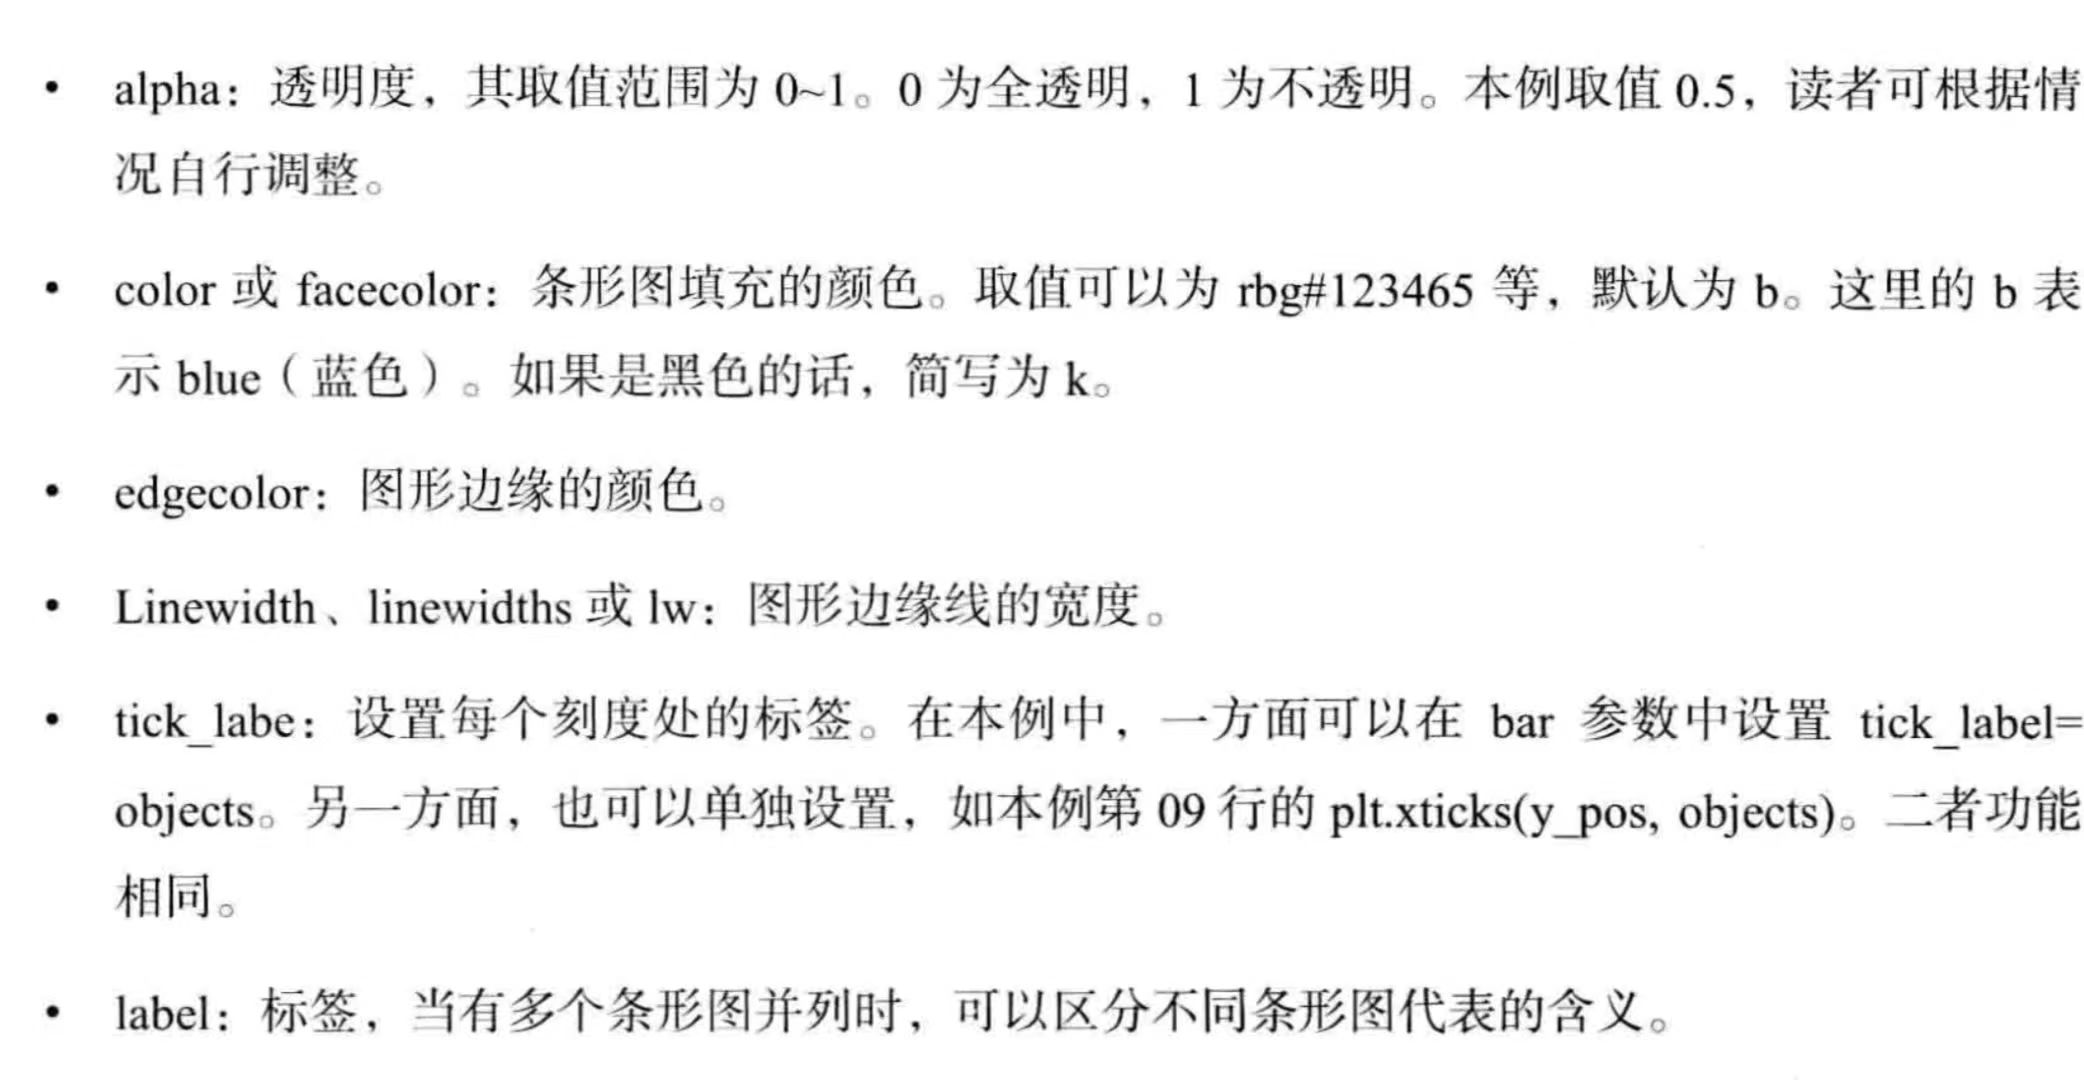 • alpha：透明度，其取值范围为 0~1。0 为全透明，1 为不透明。本例取值 0.5，读者可根据情
况自行调整。
• color 或 facecolor：条形图填充的颜色。取值可以为 rbg#123465 等，默认为 b。这里的 b 表
示 blue（蓝色）。如果是黑色的话，简写为 k。
• edgecolor：图形边缘的颜色。
• Linewidth、linewidths 或 lw：图形边缘线的宽度。
• tick_labe：设置每个刻度处的标签。在本例中，一方面可以在 bar 参数中设置 tick_label=
objects。另一方面，也可以单独设置，如本例第 09 行的 plt.xticks(y_pos, objects)。二者功能
相同。
• label：标签，当有多个条形图并列时，可以区分不同条形图代表的含义。